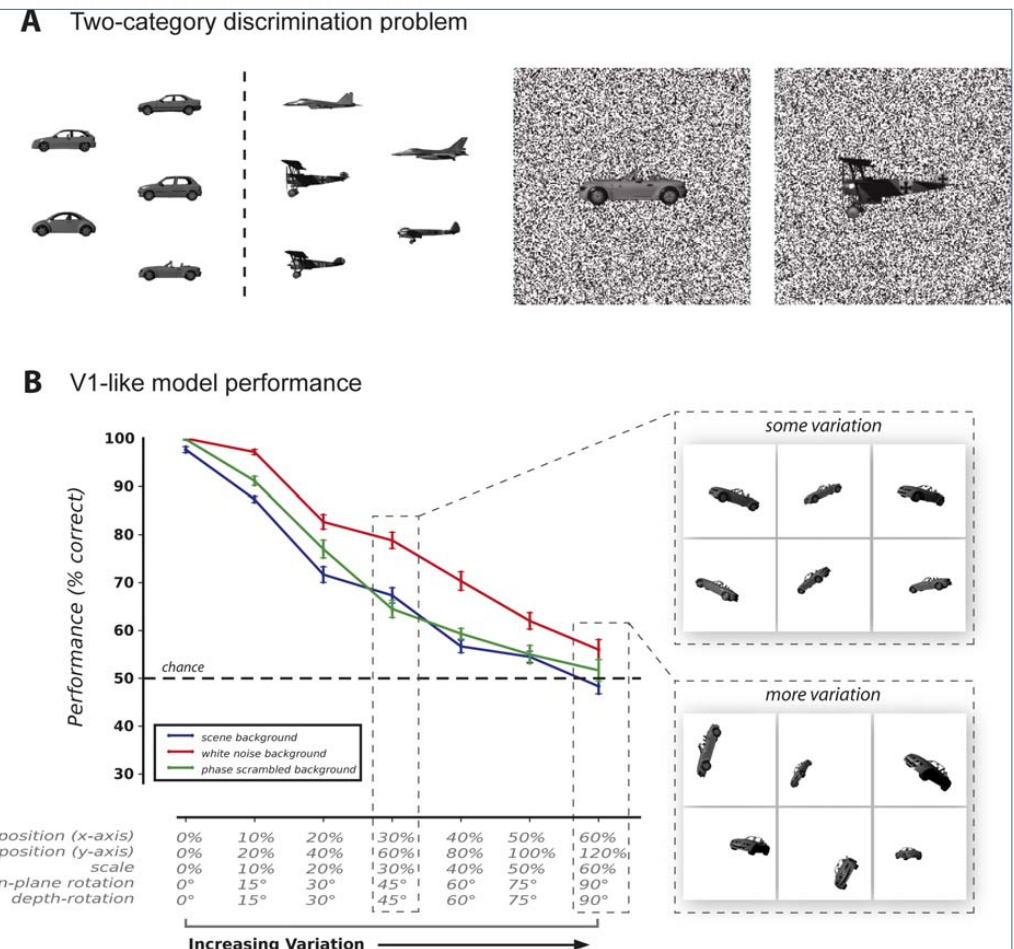 A Two-category discrimination problem
B V1-like model performance
100
90
80
70
60
50
40
30
Performance (% correct)
chance
scene background
white noise background
phase scrambled background
some variation
more variation
position (x-axis) 0% 10% 20% 30% 40% 50% 60%
position (y-axis) 0% 20% 40% 60% 80% 100% 120%
scale 0% 10% 20% 30% 40% 50% 60%
n-plane rotation 0° 15° 30° 45° 60° 75° 90°
depth-rotation 0° 15° 30° 45° 60° 75° 90°
Increasing Variation